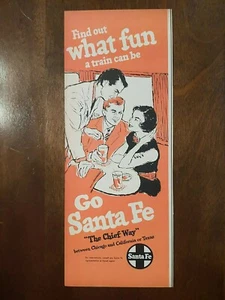 Find out
what fun
a train can be
Go
Santa Fe
"The Chief Way"
between Chicago and California or Texas
Santa Fe